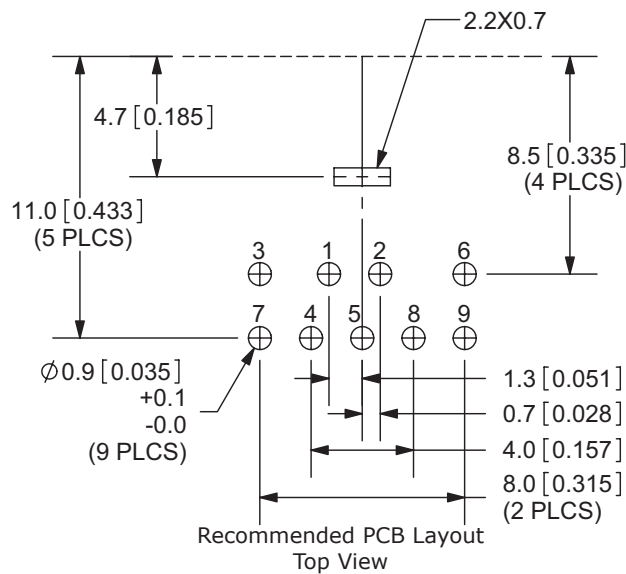 2.2X0.7
4.7 [0.185]
8.5 [0.335]
(4 PLCS)
11.0 [0.433]
(5 PLCS)
3 1 2 6
7 4 5 8 9
Ø0.9 [0.035]
+0.1
-0.0
(9 PLCS)
1.3 [0.051]
0.7 [0.028]
4.0 [0.157]
8.0 [0.315]
(2 PLCS)
Recommended PCB Layout
Top View